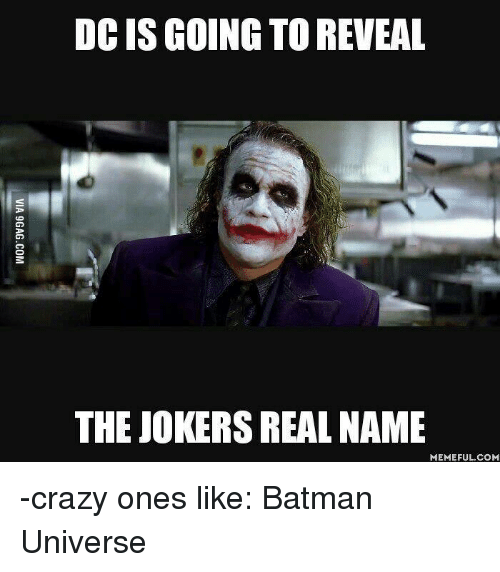 DC IS GOING TO REVEAL
VIA 9GAG.COM
THE JOKERS REAL NAME
MEMEFUL.COM
-crazy ones like: Batman
Universe